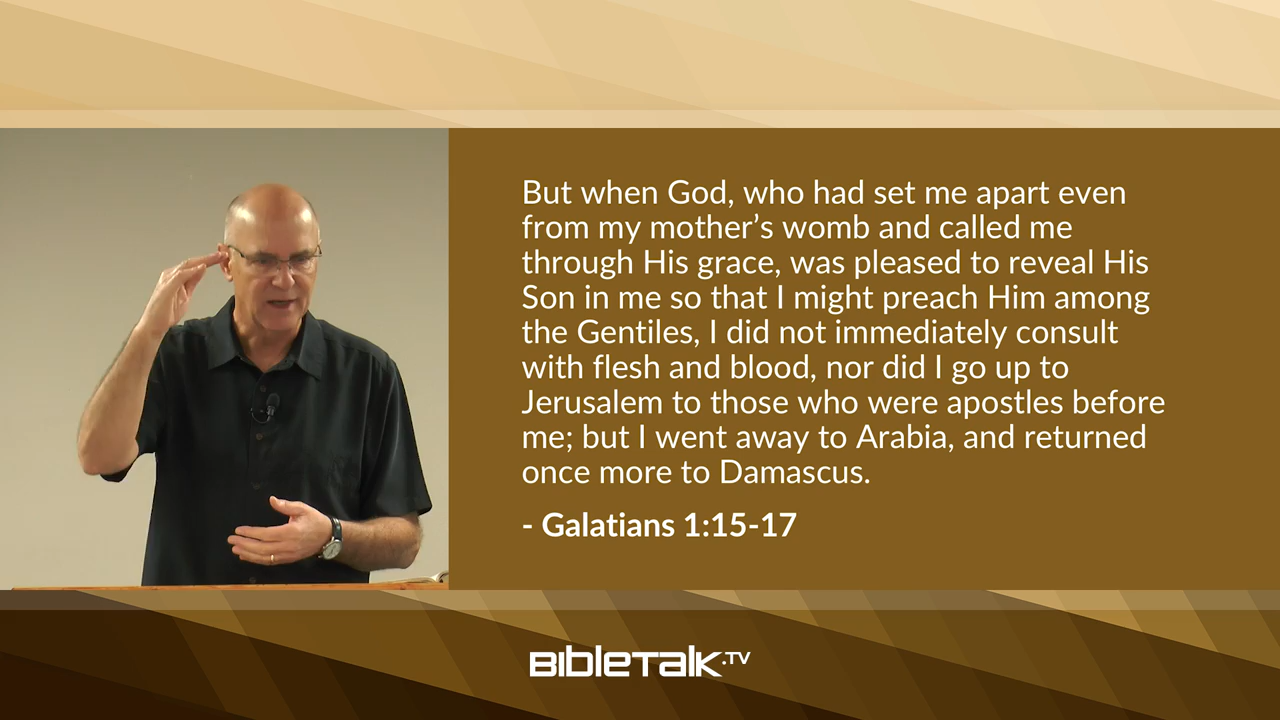 But when God, who had set me apart even
from my mother’s womb and called me
through His grace, was pleased to reveal His
Son in me so that I might preach Him among
the Gentiles, I did not immediately consult
with flesh and blood, nor did I go up to
Jerusalem to those who were apostles before
me; but I went away to Arabia, and returned
once more to Damascus.
- Galatians 1:15-17
BIBLETALK.TV